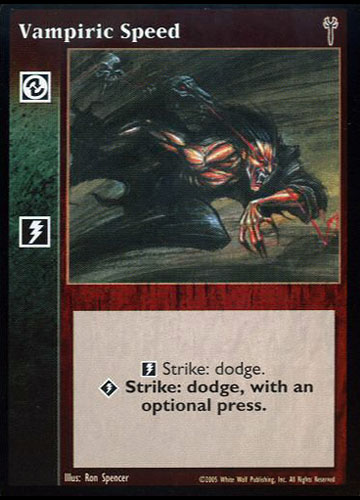 Vampiric Speed
Strike: dodge.
Strike: dodge, with an
optional press.
Illus: Ron Spencer
©2005 White Wolf Publishing, Inc. All Rights Reserved